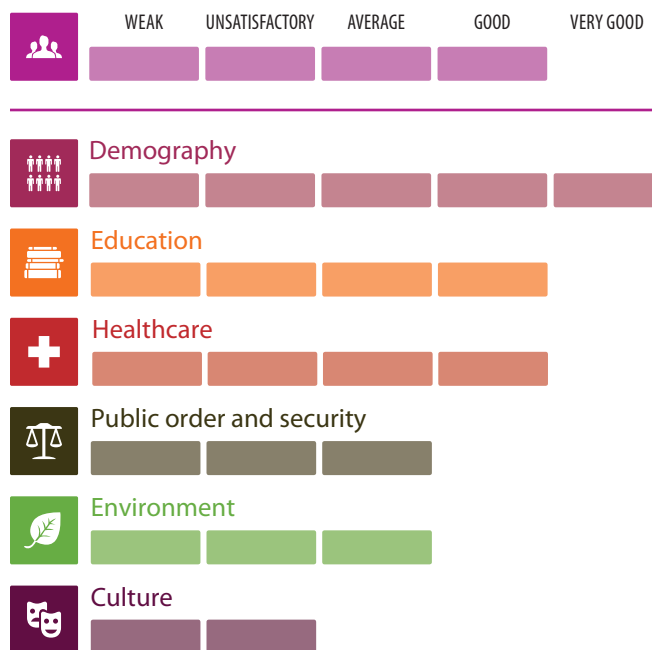 WEAK UNSATISFACTORY AVERAGE GOOD VERY GOOD
Demography
Education
Healthcare
Public order and security
Environment
Culture